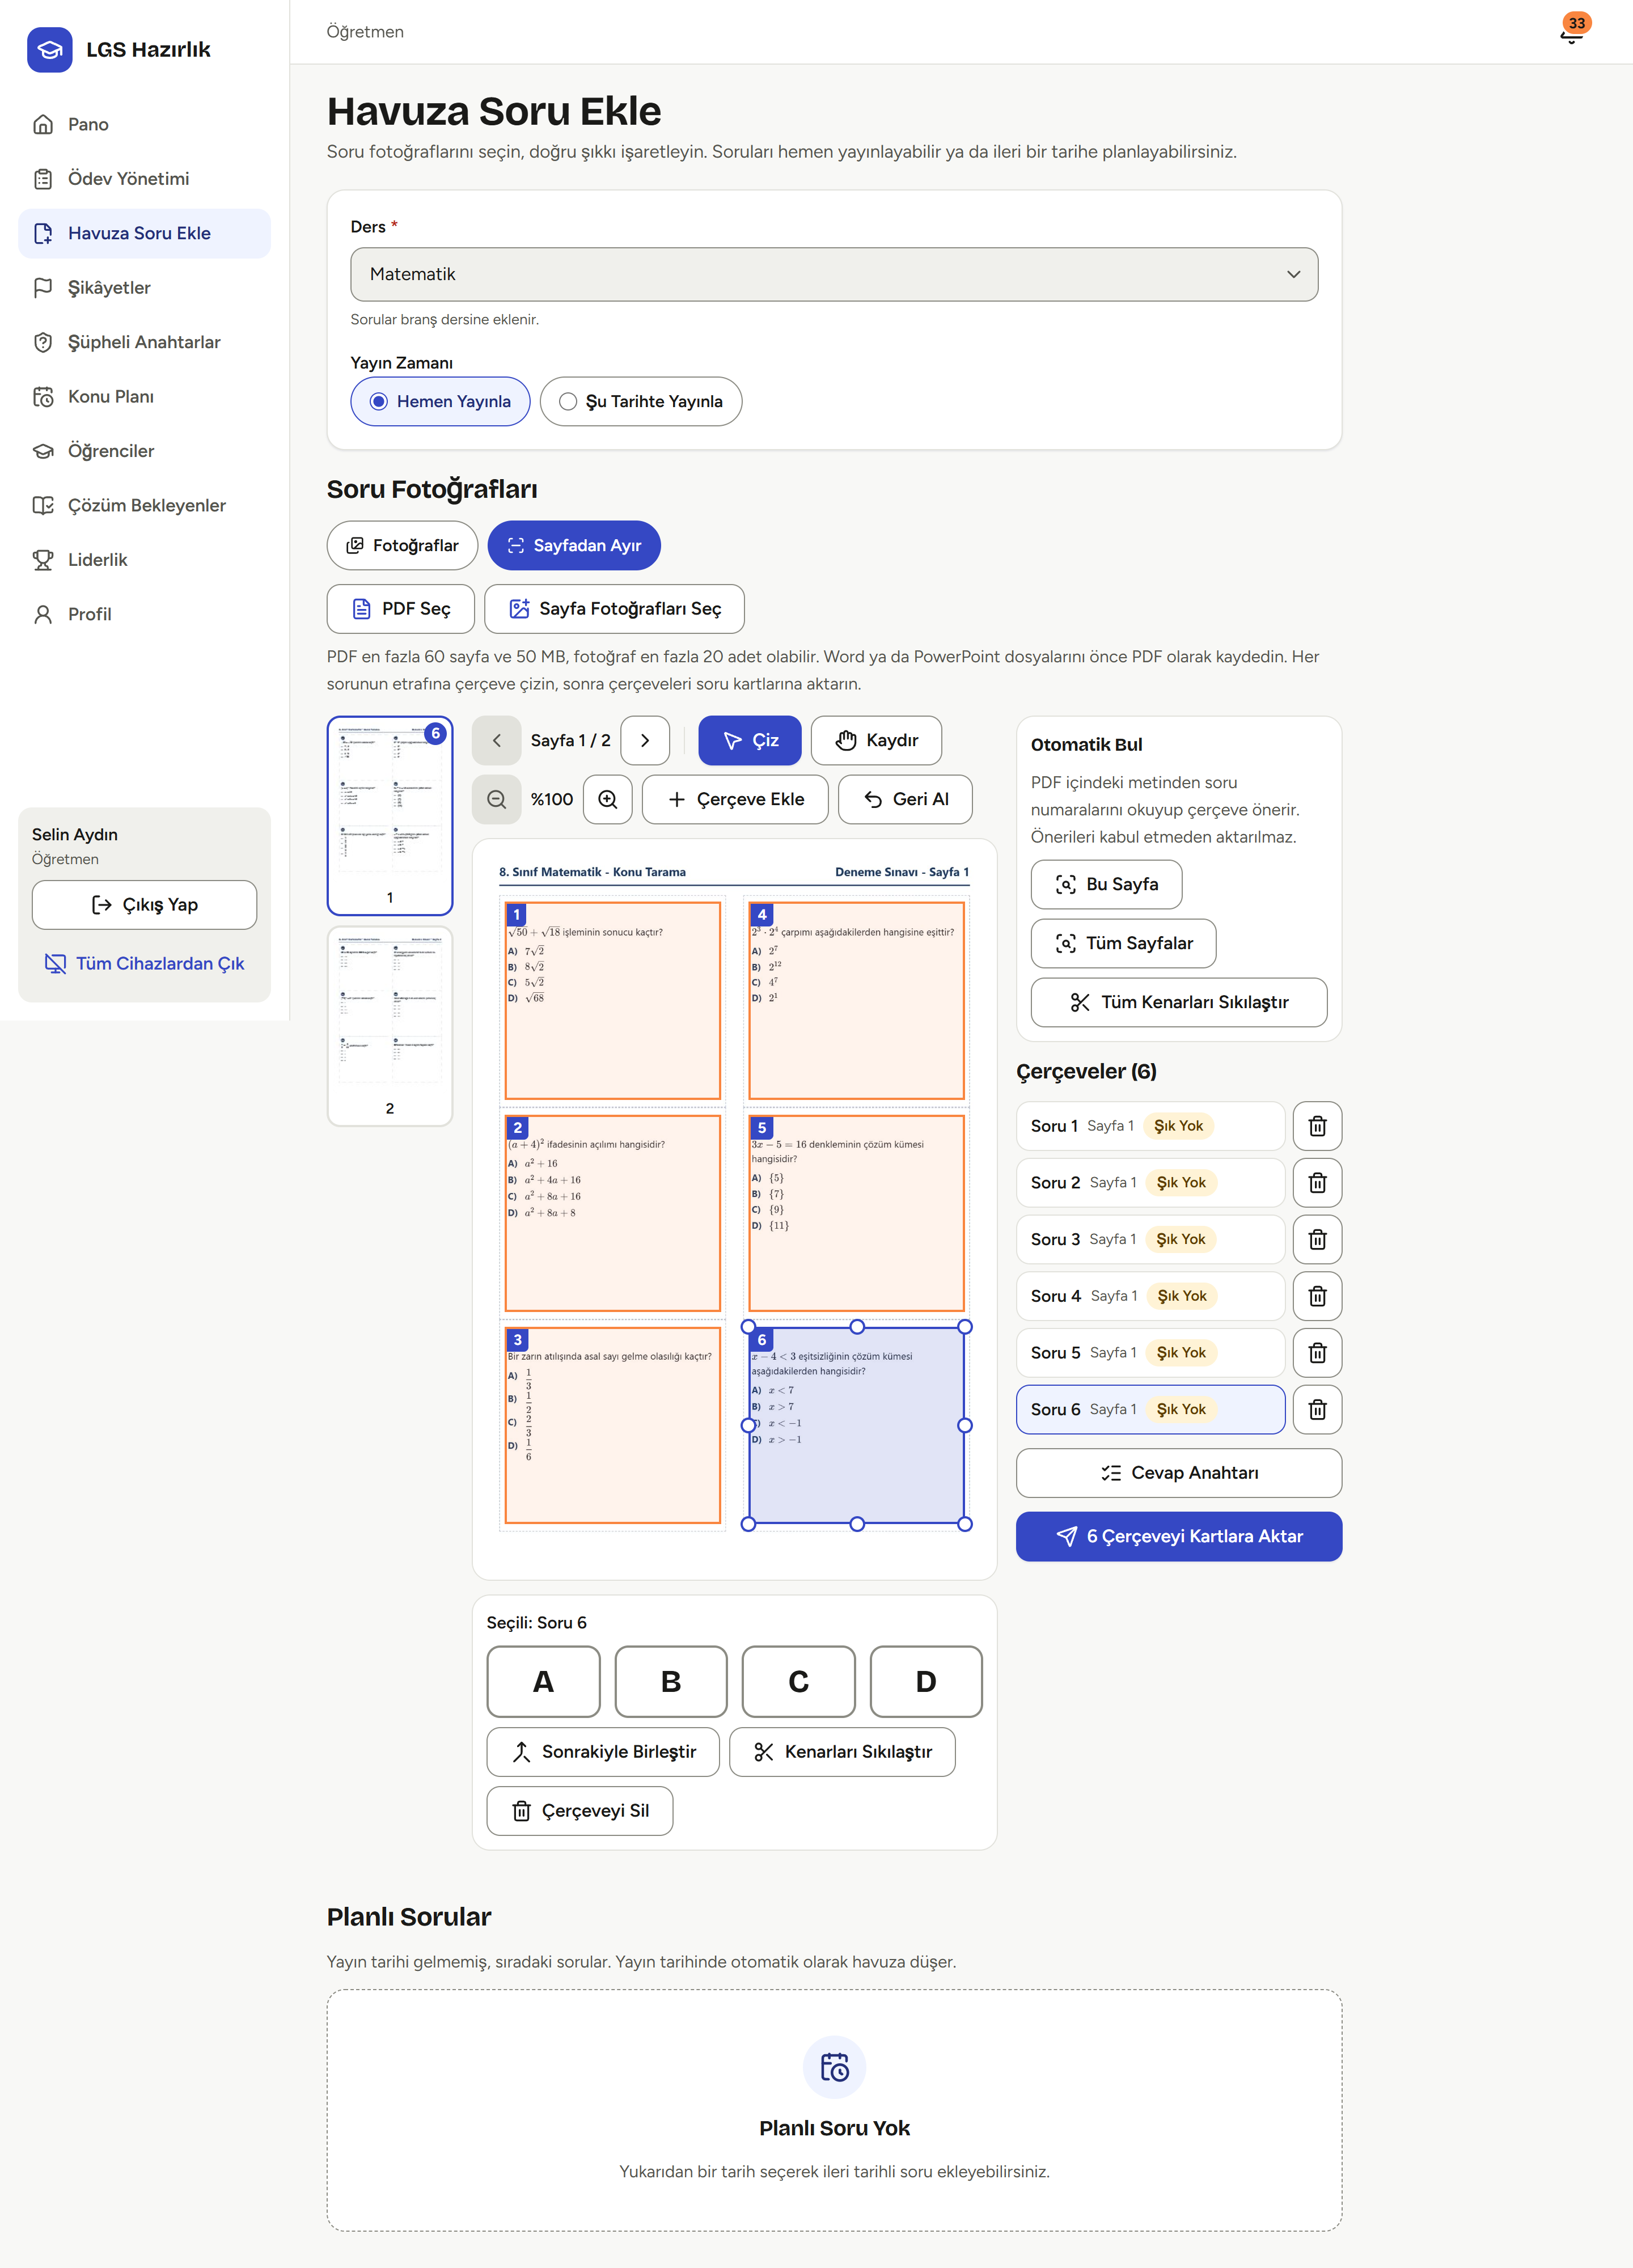 LGS Hazırlık
Pano
Ödev Yönetimi
Havuza Soru Ekle
Şikâyetler
Şüpheli Anahtarlar
Konu Planı
Öğrenciler
Çözüm Bekleyenler
Liderlik
Profil
Selin Aydın
Öğretmen
Çıkış Yap
Tüm Cihazlardan Çık
Öğretmen
33
Havuza Soru Ekle
Soru fotoğraflarını seçin, doğru şıkkı işaretleyin. Soruları hemen yayınlayabilir ya da ileri bir tarihe planlayabilirsiniz.
Ders *
Matematik
Sorular branş dersine eklenir.
Yayın Zamanı
Hemen Yayınla
Şu Tarihte Yayınla
Soru Fotoğrafları
Fotoğraflar
Sayfadan Ayır
PDF Seç
Sayfa Fotoğrafları Seç
PDF en fazla 60 sayfa ve 50 MB, fotoğraf en fazla 20 adet olabilir. Word ya da PowerPoint dosyalarını önce PDF olarak kaydedin. Her
sorunun etrafına çerçeve çizin, sonra çerçeveleri soru kartlarına aktarın.
6
1
2
Sayfa 1 / 2
Çiz
Kaydır
%100
Çerçeve Ekle
Geri Al
8. Sınıf Matematik - Konu Tarama
Deneme Sınavı - Sayfa 1
1
√50 + √18 işleminin sonucu kaçtır?
A) 7√2
B) 8√2
C) 5√2
D) √68
2
(a + 4)² ifadesinin açılımı hangisidir?
A) a² + 16
B) a² + 4a + 16
C) a² + 8a + 16
D) a² + 8a + 8
3
Bir zarın atılışında asal sayı gelme olasılığı kaçtır?
A) 1/3
B) 1/2
C) 2/3
D) 1/6
4
2³ · 2⁴ çarpımı aşağıdakilerden hangisine eşittir?
A) 2⁷
B) 2¹²
C) 4⁷
D) 2¹
5
3x − 5 = 16 denkleminin çözüm kümesi
hangisidir?
A) {5}
B) {7}
C) {9}
D) {11}
6
x − 4 < 3 eşitsizliğinin çözüm kümesi
aşağıdakilerden hangisidir?
A) x < 7
B) x > 7
C) x < −1
D) x > −1
Seçili: Soru 6
A
B
C
D
Sonrakiyle Birleştir
Kenarları Sıkılaştır
Çerçeveyi Sil
Otomatik Bul
PDF içindeki metinden soru
numaralarını okuyup çerçeve önerir.
Önerileri kabul etmeden aktarılmaz.
Bu Sayfa
Tüm Sayfalar
Tüm Kenarları Sıkılaştır
Çerçeveler (6)
Soru 1 Sayfa 1 Şık Yok
Soru 2 Sayfa 1 Şık Yok
Soru 3 Sayfa 1 Şık Yok
Soru 4 Sayfa 1 Şık Yok
Soru 5 Sayfa 1 Şık Yok
Soru 6 Sayfa 1 Şık Yok
Cevap Anahtarı
6 Çerçeveyi Kartlara Aktar
Planlı Sorular
Yayın tarihi gelmemiş, sıradaki sorular. Yayın tarihinde otomatik olarak havuza düşer.
Planlı Soru Yok
Yukarıdan bir tarih seçerek ileri tarihli soru ekleyebilirsiniz.